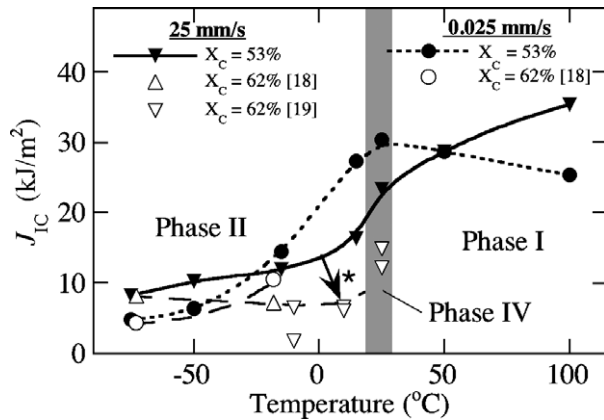 25 mm/s
X_C = 53%
X_C = 62% [18]
X_C = 62% [19]
0.025 mm/s
X_C = 53%
X_C = 62% [18]
40
30
20
10
0
J_IC (kJ/m²)
Phase II
Phase I
*
Phase IV
-50
0
50
100
Temperature (°C)